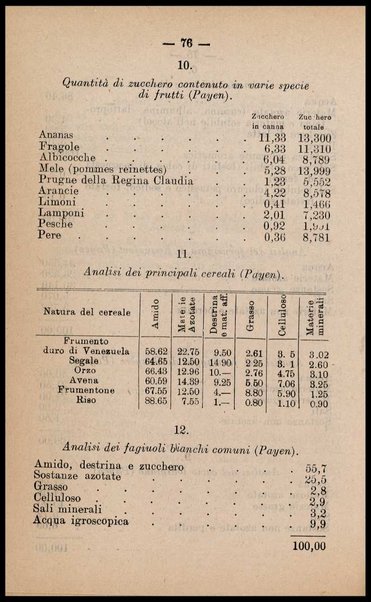 — 76 —
10.
Quantità di zucchero contenuto in varie specie
di frutti (Payen).
Zucchero Zuc hero
in canna totale
Ananas . . . . . . 11,33 13,300
Fragole . . . . . . 6,33 11,310
Albicocche . . . . . . 6,04 8,789
Mele (pommes reinettes) . . . . 5,28 13,999
Prugne della Regina Claudia . . . 1,23 5,552
Arancie . . . . . . 4,22 8,578
Limoni . . . . . . 0,41 1,466
Lamponi . . . . . . 2,01 7,230
Pesche . . . . . . 0,92
Pere . . . . . . 0,36 8,781
11.
Analisi dei principali cereali (Payen).
Natura del cereale Amido Materie Azotate Destrina e mat. aff. Grasso Celluloso Materie minerali
Frumento
duro di Venezuela 58.62 22.75 9.50 2.61 3. 5 3.02
Segale 64.65 12.50 14 90 2 25 3. 1 2.60
Orzo 66.43 12.96 10.— 2.76 4.75 3.10
Avena 60.59 14.39 9.25 5 50 7.06 3.25
Frumentone 67.55 12.50 4.— 8.80 5.90 1.25
Riso 88.65 7.55 1.— 0.80 1.10 0.90
12.
Analisi dei fagiuoli bianchi comuni (Payen).
Amido, destrina e zucchero . . . . 55,7
Sostanze azotate . . . . . . 25,5
Grasso . . . . . . 2,8
Celluloso . . . . . . 2,9
Sali minerali . . . . . . 3,2
Acqua igroscopica . . . . . . 9,9
100,00